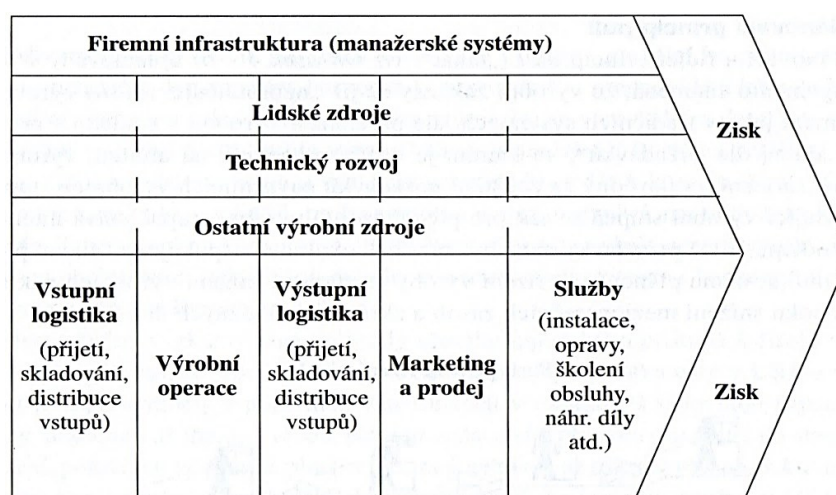 Firemní infrastruktura (manažerské systémy)
Lidské zdroje
Zisk
Technický rozvoj
Ostatní výrobní zdroje
Vstupní
logistika
(přijetí,
skladování,
distribuce
vstupů)
Výrobní
operace
Výstupní
logistika
(přijetí,
skladování,
distribuce
vstupů)
Marketing
prodej
Služby
(instalace,
opravy,
školení
obsluhy,
náhr. díly
atd.)
Zisk